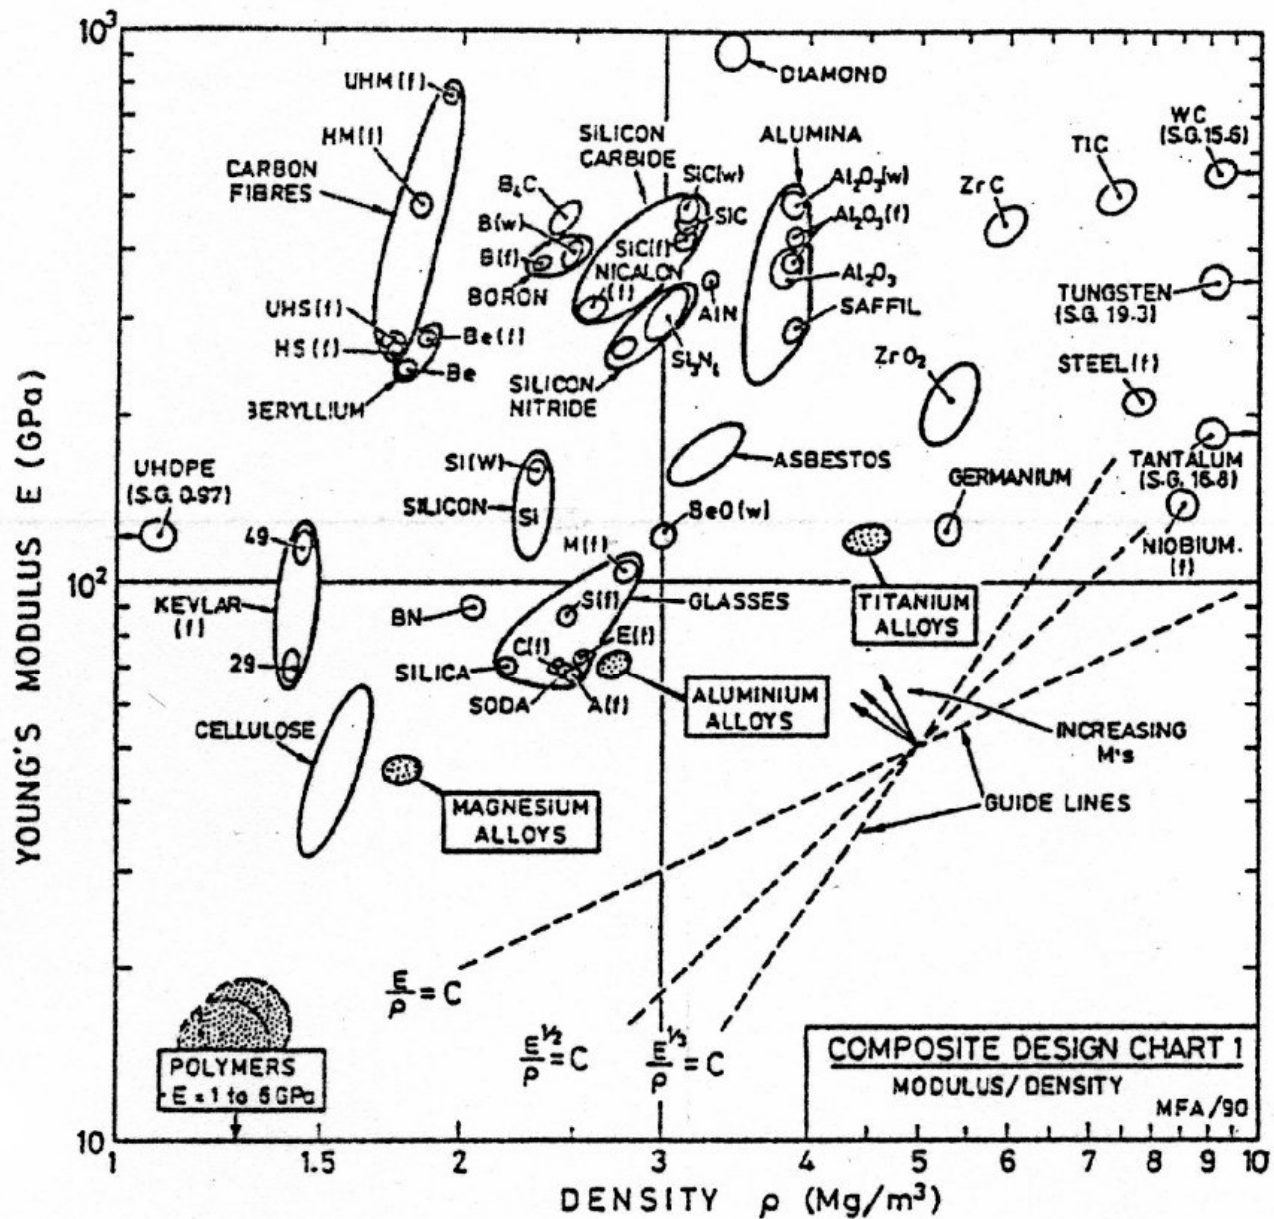 10³
DIAMOND
UHM(f)
HM(f)
CARBON
FIBRES
SILICON
CARBIDE
ALUMINA
WC
(S.G.15.6)
TiC
ZrC
B₄C
B(w)
B(f)
BORON
SiC(w)
SiC
SiC(f)
NICALON
(f)
Al₂O₃(w)
Al₂O₃(f)
Al₂O₃
AlN
SAFFIL
TUNGSTEN
(S.G. 19.3)
UHS(f)
HS(f)
Be(f)
Be
BERYLLIUM
Si₃N₄
SILICON
NITRIDE
ZrO₂
STEEL(f)
UHDPE
(S.G. 0.97)
Si(W)
SILICON
Si
ASBESTOS
GERMANIUM
TANTALUM
(S.G. 16.8)
BeO(w)
NIOBIUM.
(f)
49
M(f)
10²
KEVLAR
(f)
BN
S(f)
GLASSES
TITANIUM
ALLOYS
29
SILICA
C(f)
E(f)
SODA
A(f)
ALUMINIUM
ALLOYS
CELLULOSE
INCREASING
M's
MAGNESIUM
ALLOYS
GUIDE LINES
E/ρ = C
E^1/2/ρ = C
E^1/3/ρ = C
POLYMERS
E = 1 to 5 GPa
COMPOSITE DESIGN CHART 1
MODULUS/DENSITY
MFA/90
10
1 1.5 2 3 4 5 6 7 8 9 10
DENSITY ρ (Mg/m³)
YOUNG'S MODULUS E (GPa)